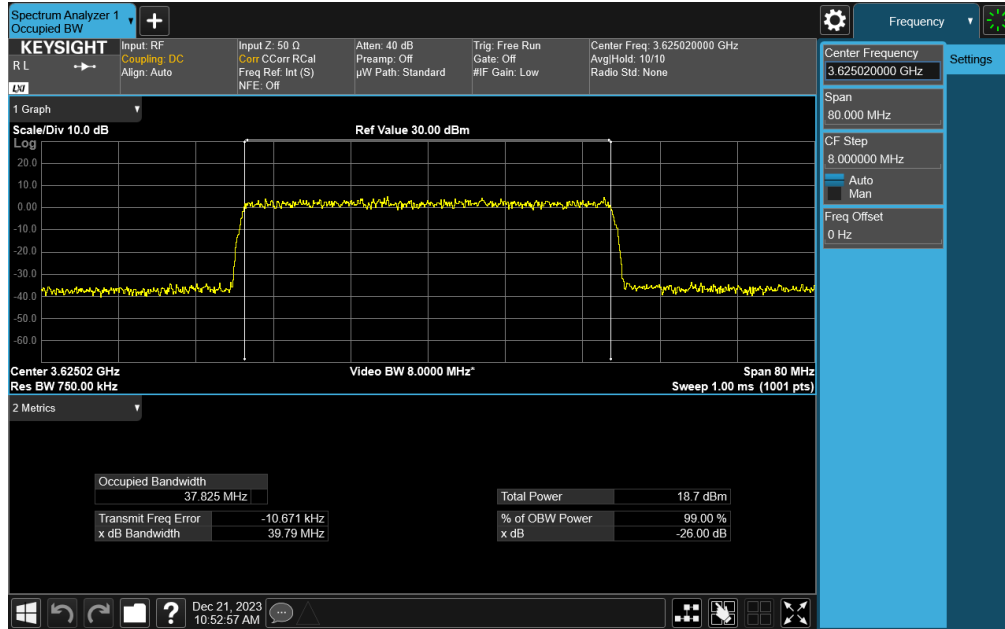 Spectrum Analyzer 1
Occupied BW
Frequency
KEYSIGHT
R L
LXI
Input: RF
Coupling: DC
Align: Auto
Input Z: 50 Ω
Corr CCorr RCal
Freq Ref: Int (S)
NFE: Off
Atten: 40 dB
Preamp: Off
µW Path: Standard
Trig: Free Run
Gate: Off
#IF Gain: Low
Center Freq: 3.625020000 GHz
Avg|Hold: 10/10
Radio Std: None
Center Frequency
3.625020000 GHz
Settings
Span
80.000 MHz
CF Step
8.000000 MHz
Auto
Man
Freq Offset
0 Hz
1 Graph
Scale/Div 10.0 dB
Ref Value 30.00 dBm
Log
20.0
10.0
0.00
-10.0
-20.0
-30.0
-40.0
-50.0
-60.0
Center 3.62502 GHz
Video BW 8.0000 MHz*
Span 80 MHz
Res BW 750.00 kHz
Sweep 1.00 ms (1001 pts)
2 Metrics
Occupied Bandwidth
37.825 MHz
Total Power 18.7 dBm
Transmit Freq Error -10.671 kHz
% of OBW Power 99.00 %
x dB Bandwidth 39.79 MHz
x dB -26.00 dB
?
Dec 21, 2023
10:52:57 AM